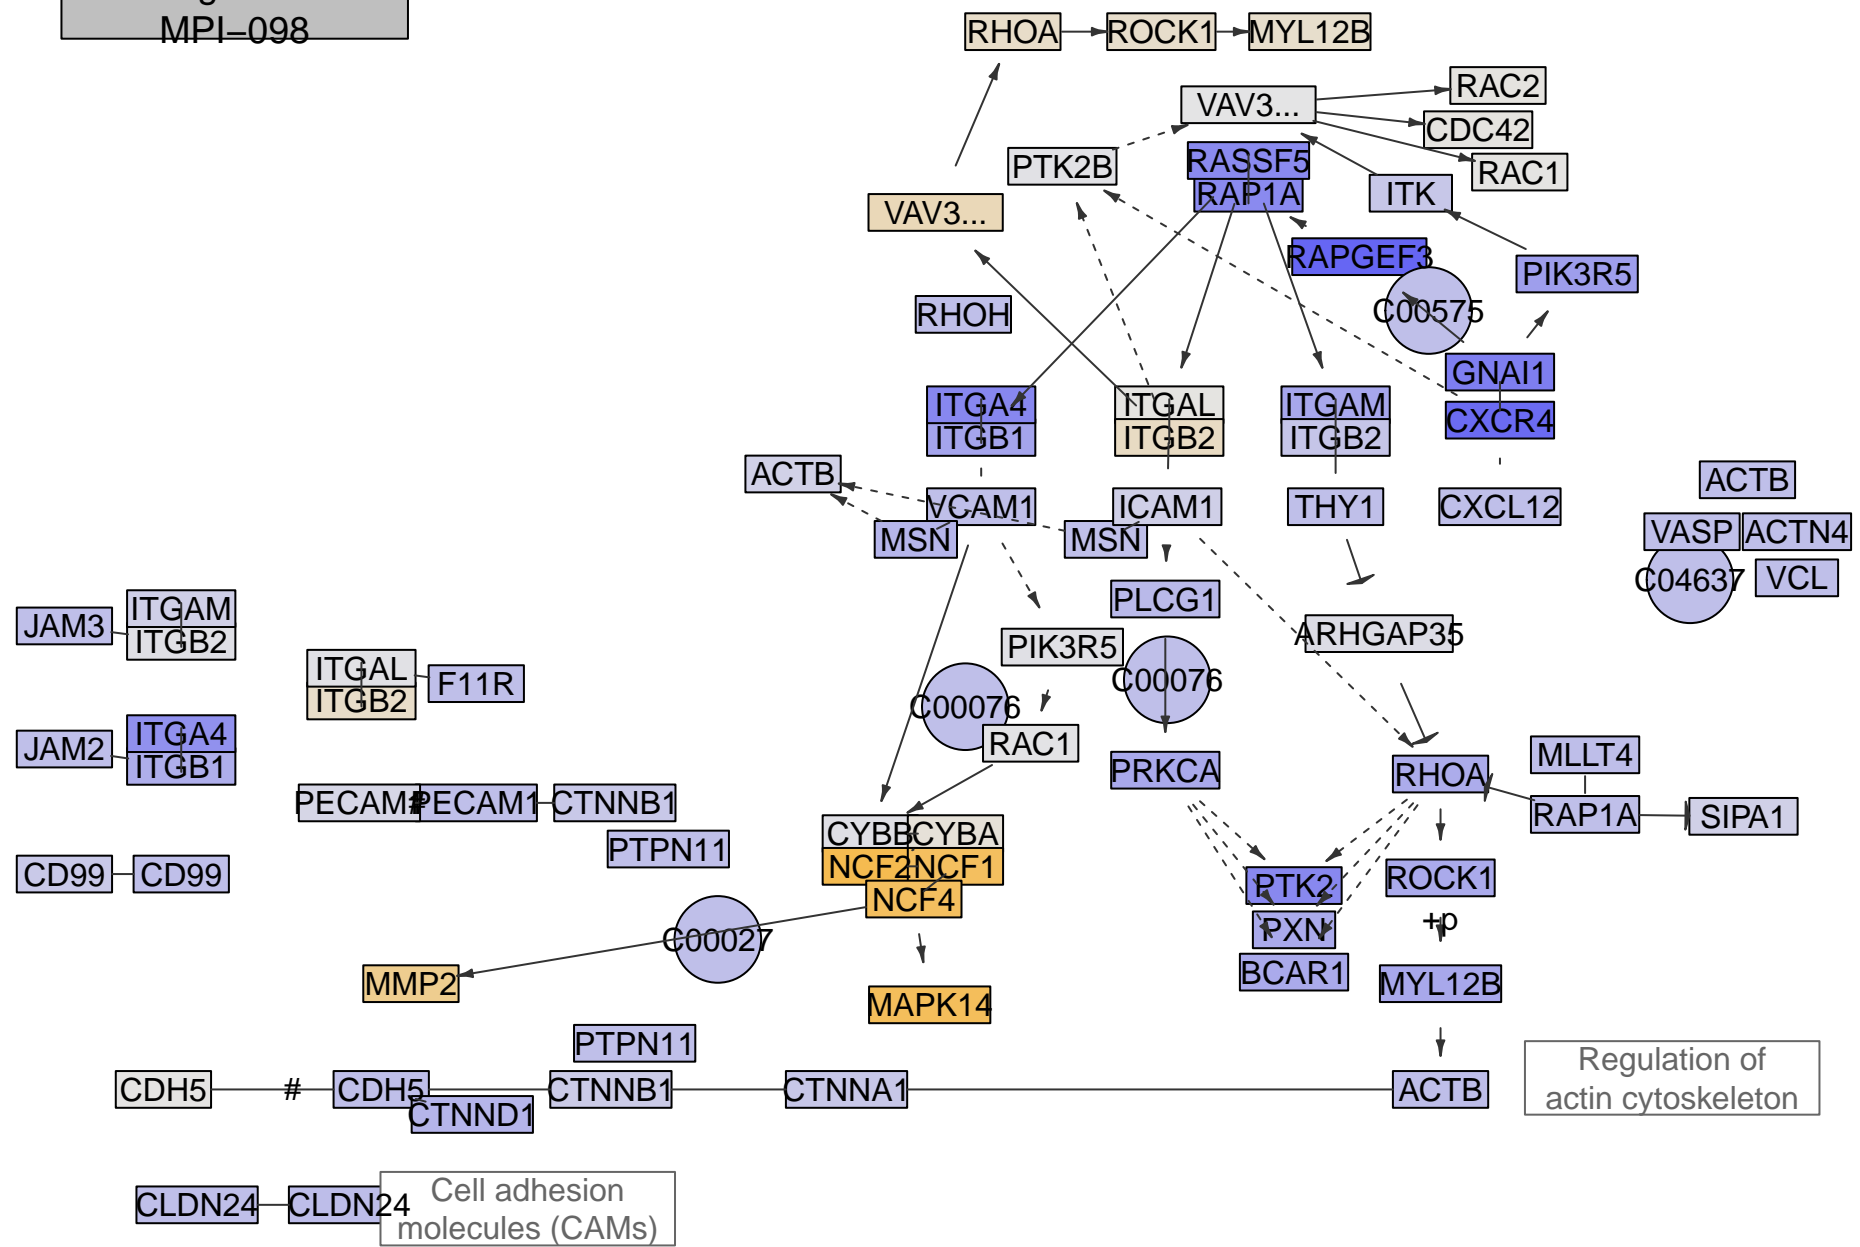 MPI−098
RHOA
ROCK1
MYL12B
VAV3...
RAC2
CDC42
RAC1
PTK2B
RASSF5
RAP1A
ITK
VAV3...
RAPGEF3
PIK3R5
C00575
RHOH
GNAI1
CXCR4
ITGA4
ITGB1
ITGAL
ITGB2
ITGAM
ITGB2
ACTB
VCAM1
MSN
ICAM1
MSN
THY1
CXCL12
ACTB
VASP
ACTN4
C04637
VCL
PLCG1
JAM3
ITGAM
ITGB2
ARHGAP35
PIK3R5
C00076
ITGAL
ITGB2
F11R
C00076
RAC1
JAM2
ITGA4
ITGB1
PRKCA
RHOA
MLLT4
RAP1A
SIPA1
PECAM1
#
PECAM1
CTNNB1
PTPN11
CYBB
CYBA
NCF2
NCF1
NCF4
CD99
CD99
PTK2
PXN
BCAR1
ROCK1
+p
C00027
MMP2
MAPK14
MYL12B
PTPN11
CDH5
#
CDH5
CTNND1
CTNNB1
CTNNA1
ACTB
Regulation of
actin cytoskeleton
CLDN24
CLDN24
Cell adhesion
molecules (CAMs)